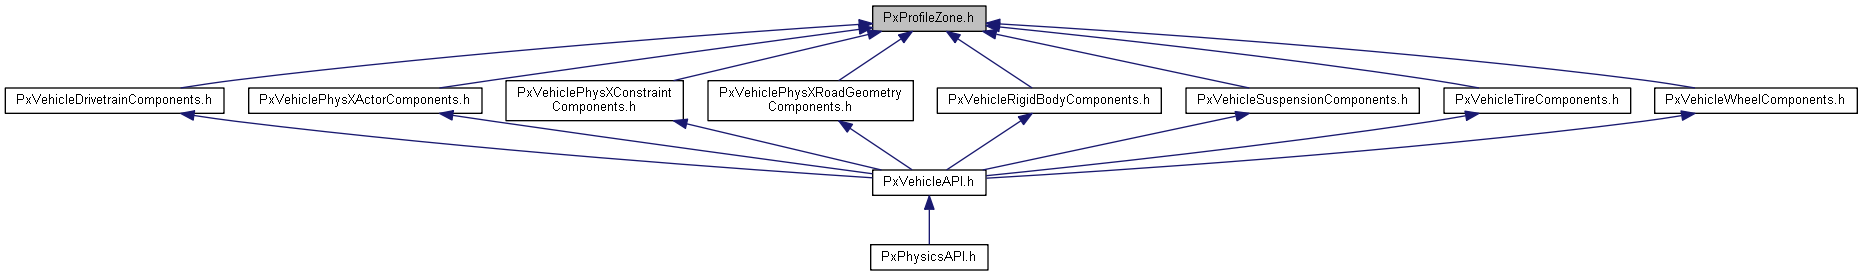 PxProfileZone.h
PxVehicleDrivetrainComponents.h
PxVehiclePhysXActorComponents.h
PxVehiclePhysXConstraint
Components.h
PxVehiclePhysXRoadGeometry
Components.h
PxVehicleRigidBodyComponents.h
PxVehicleSuspensionComponents.h
PxVehicleTireComponents.h
PxVehicleWheelComponents.h
PxVehicleAPI.h
PxPhysicsAPI.h